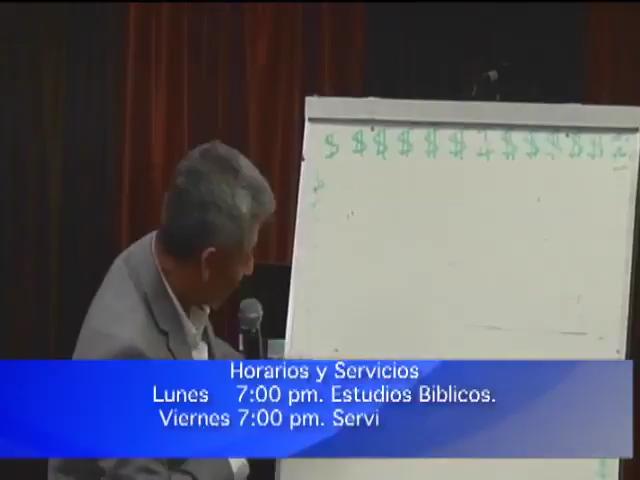 $ $ $ $ $ $ $ $ $ $ $
Horarios y Servicios
Lunes 7:00 pm. Estudios Biblicos.
Viernes 7:00 pm. Servi